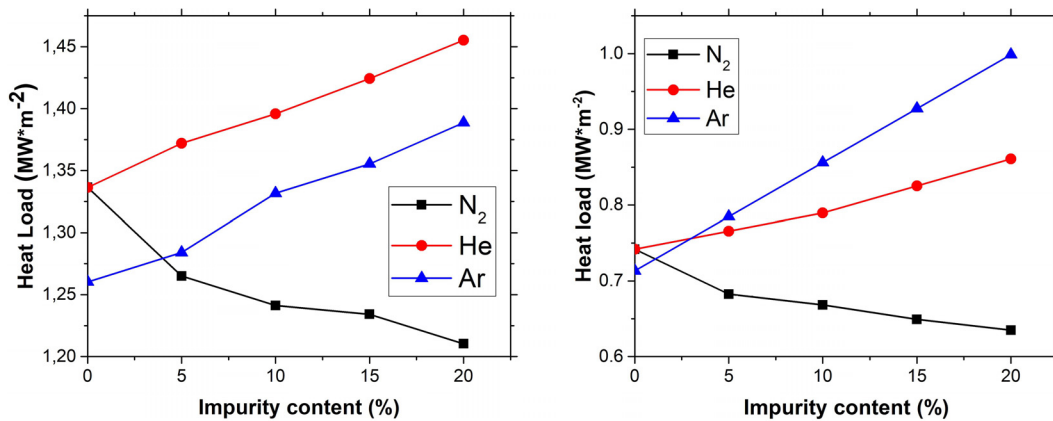 1,45
1,40
1,35
1,30
1,25
1,20
Heat Load (MW*m-2)
N2
He
Ar
0
5
10
15
20
Impurity content (%)
1.0
0.9
0.8
0.7
0.6
Heat load (MW*m-2)
N2
He
Ar
0
5
10
15
20
Impurity content (%)